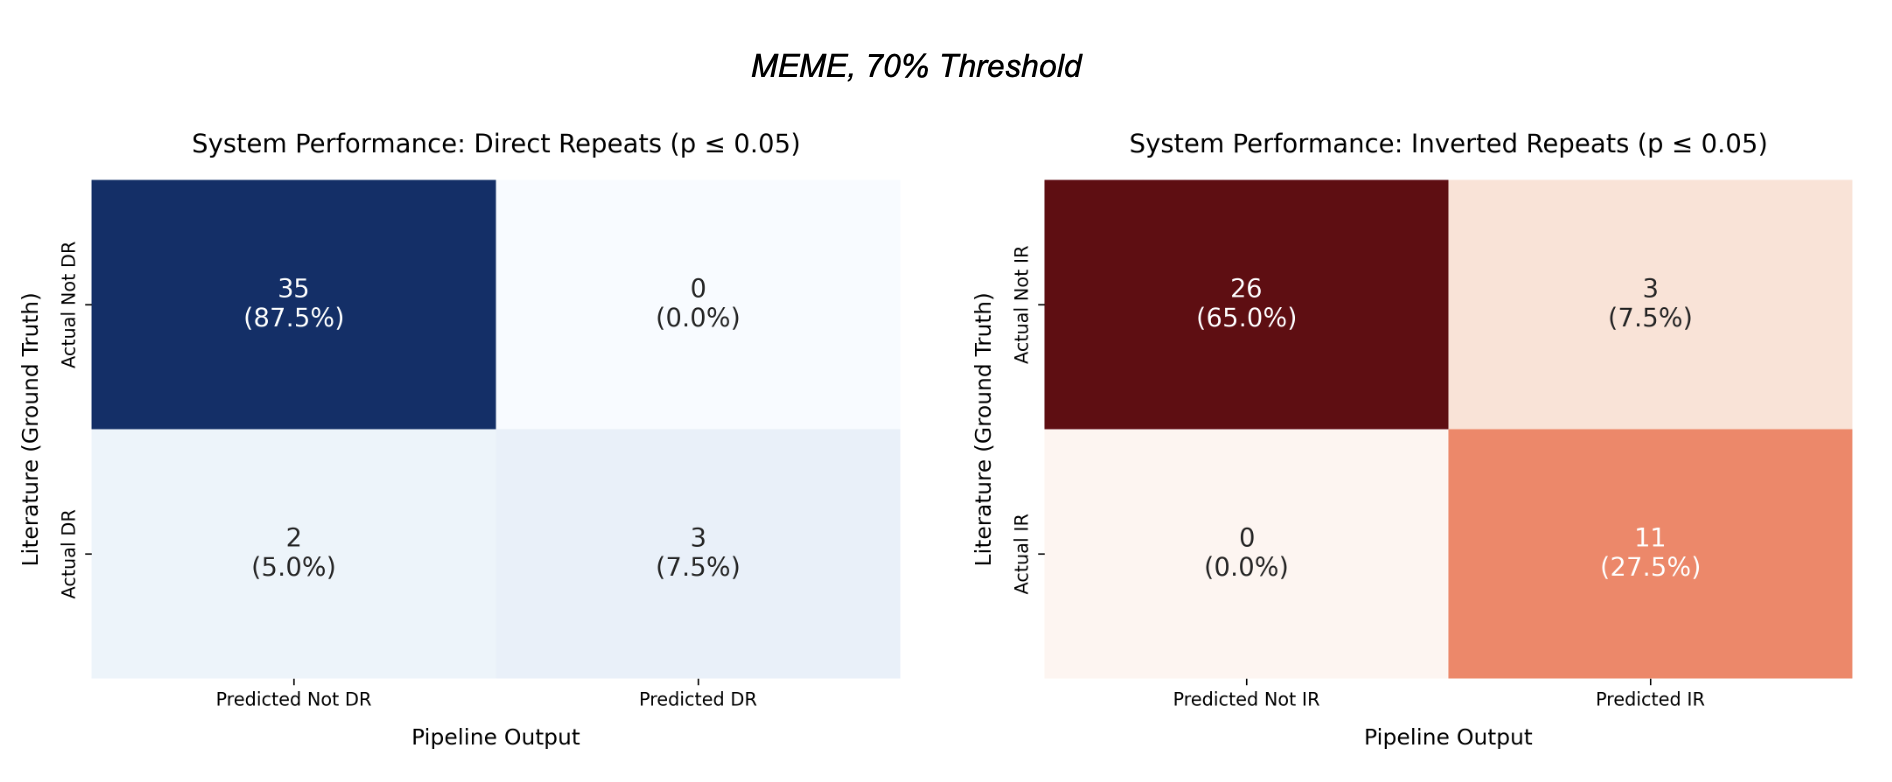 MEME, 70% Threshold
System Performance: Direct Repeats (p ≤ 0.05)
Literature (Ground Truth)
Actual Not DR
Actual DR
35
(87.5%)
0
(0.0%)
2
(5.0%)
3
(7.5%)
Predicted Not DR
Predicted DR
Pipeline Output
System Performance: Inverted Repeats (p ≤ 0.05)
Literature (Ground Truth)
Actual Not IR
Actual IR
26
(65.0%)
3
(7.5%)
0
(0.0%)
11
(27.5%)
Predicted Not IR
Predicted IR
Pipeline Output